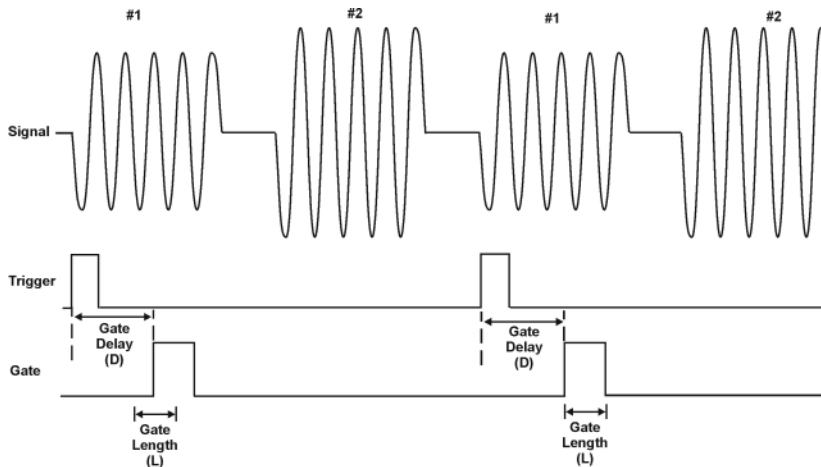 #1
#2
#1
#2
Signal
Trigger
Gate
Delay
(D)
Gate
Delay
(D)
Gate
Gate
Length
(L)
Gate
Length
(L)